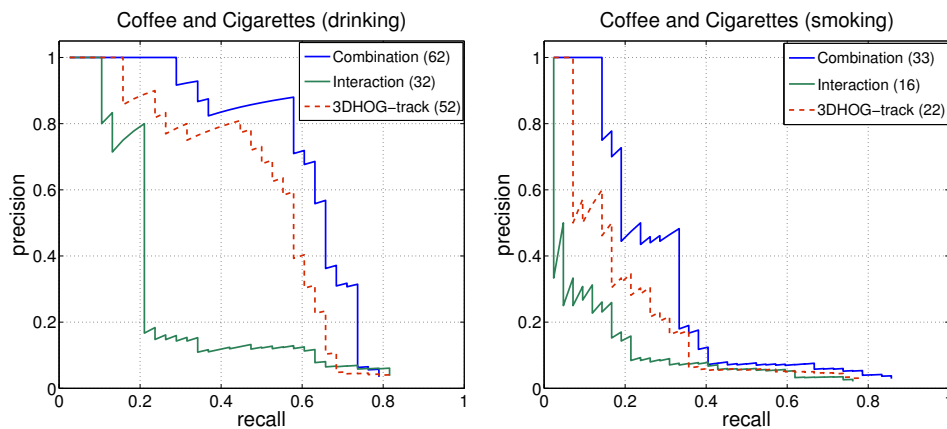 Coffee and Cigarettes (drinking)
precision
1
0.8
0.6
0.4
0.2
0
Combination (62)
Interaction (32)
3DHOG-track (52)
0 0.2 0.4 0.6 0.8 1
recall
Coffee and Cigarettes (smoking)
precision
1
0.8
0.6
0.4
0.2
0
Combination (33)
Interaction (16)
3DHOG-track (22)
0 0.2 0.4 0.6 0.8 1
recall